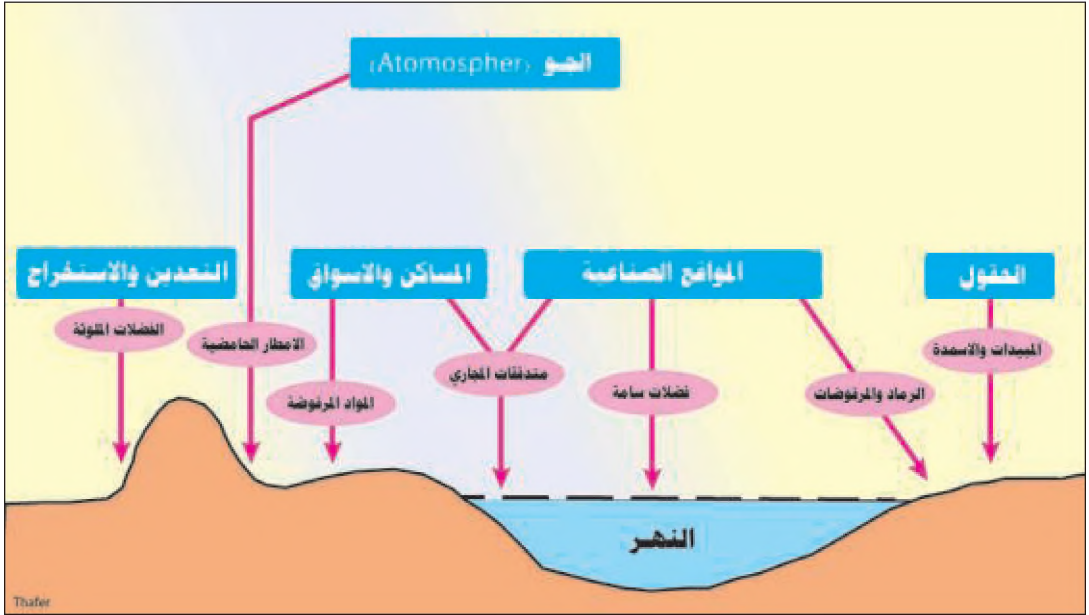 الجو (Atomospher)
الحقول
المواقع الصناعية
المساكن والاسواق
التعدين والاستخراج
المبيدات والاسمدة
الرماد والمرفوضات
فضلات سامة
متدفقات المجاري
المواد المرفوضة
الامطار الحامضية
الفضلات الملوثة
النهر
Thafer